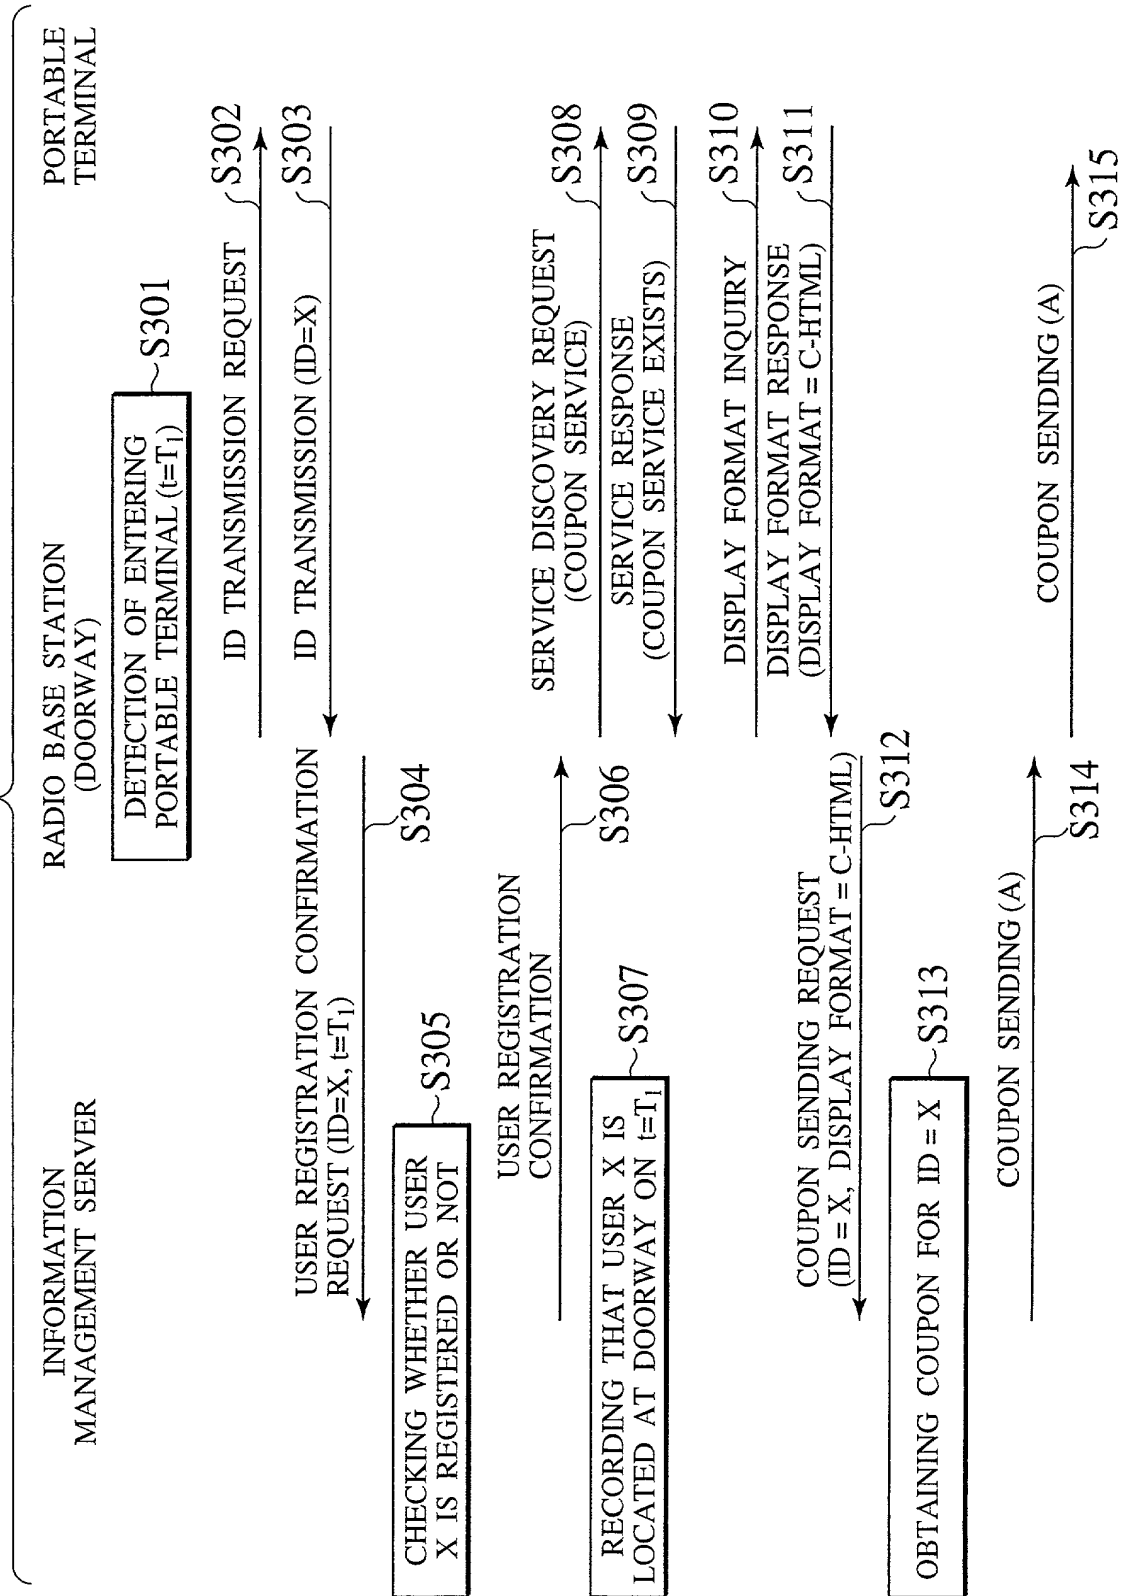 INFORMATION
MANAGEMENT SERVER
RADIO BASE STATION
(DOORWAY)
PORTABLE
TERMINAL
DETECTION OF ENTERING
PORTABLE TERMINAL (t=T1)
S301
ID TRANSMISSION REQUEST
S302
ID TRANSMISSION (ID=X)
S303
USER REGISTRATION CONFIRMATION
REQUEST (ID=X, t=T1)
S304
CHECKING WHETHER USER
X IS REGISTERED OR NOT
S305
USER REGISTRATION
CONFIRMATION
S306
RECORDING THAT USER X IS
LOCATED AT DOORWAY ON t=T1
S307
SERVICE DISCOVERY REQUEST
(COUPON SERVICE)
S308
SERVICE RESPONSE
(COUPON SERVICE EXISTS)
S309
DISPLAY FORMAT INQUIRY
S310
DISPLAY FORMAT RESPONSE
(DISPLAY FORMAT = C-HTML)
S311
COUPON SENDING REQUEST
(ID = X, DISPLAY FORMAT = C-HTML)
S312
OBTAINING COUPON FOR ID = X
S313
COUPON SENDING (A)
S314
COUPON SENDING (A)
S315